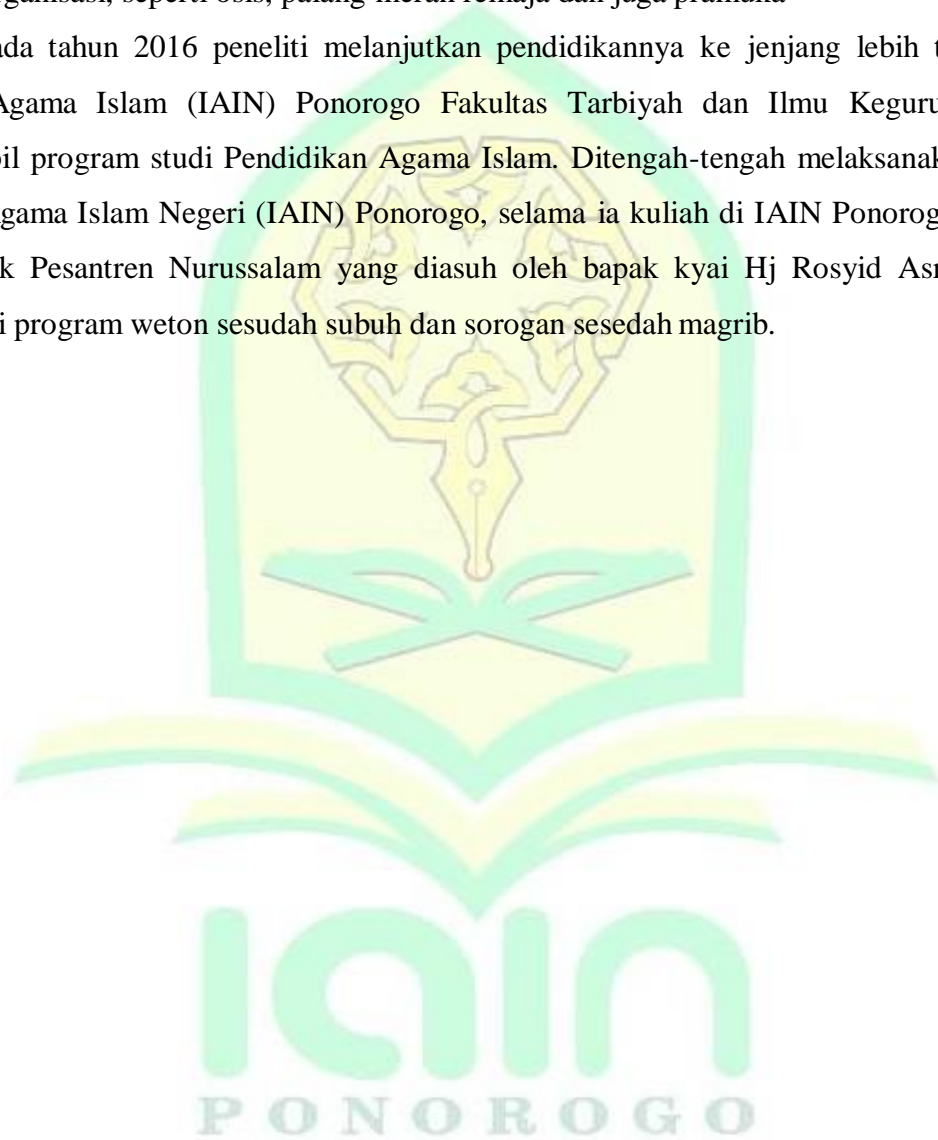 ganisasi, seperti osis, palang merah remaja dan juga pramuka
ada tahun 2016 peneliti melanjutkan pendidikannya ke jenjang lebih t
Agama Islam (IAIN) Ponorogo Fakultas Tarbiyah dan Ilmu Keguru
bil program studi Pendidikan Agama Islam. Ditengah-tengah melaksanak
gama Islam Negeri (IAIN) Ponorogo, selama ia kuliah di IAIN Ponorog
k Pesantren Nurussalam yang diasuh oleh bapak kyai Hj Rosyid Asr
i program weton sesudah subuh dan sorogan sesedah magrib.
IAIN
PONOROGO